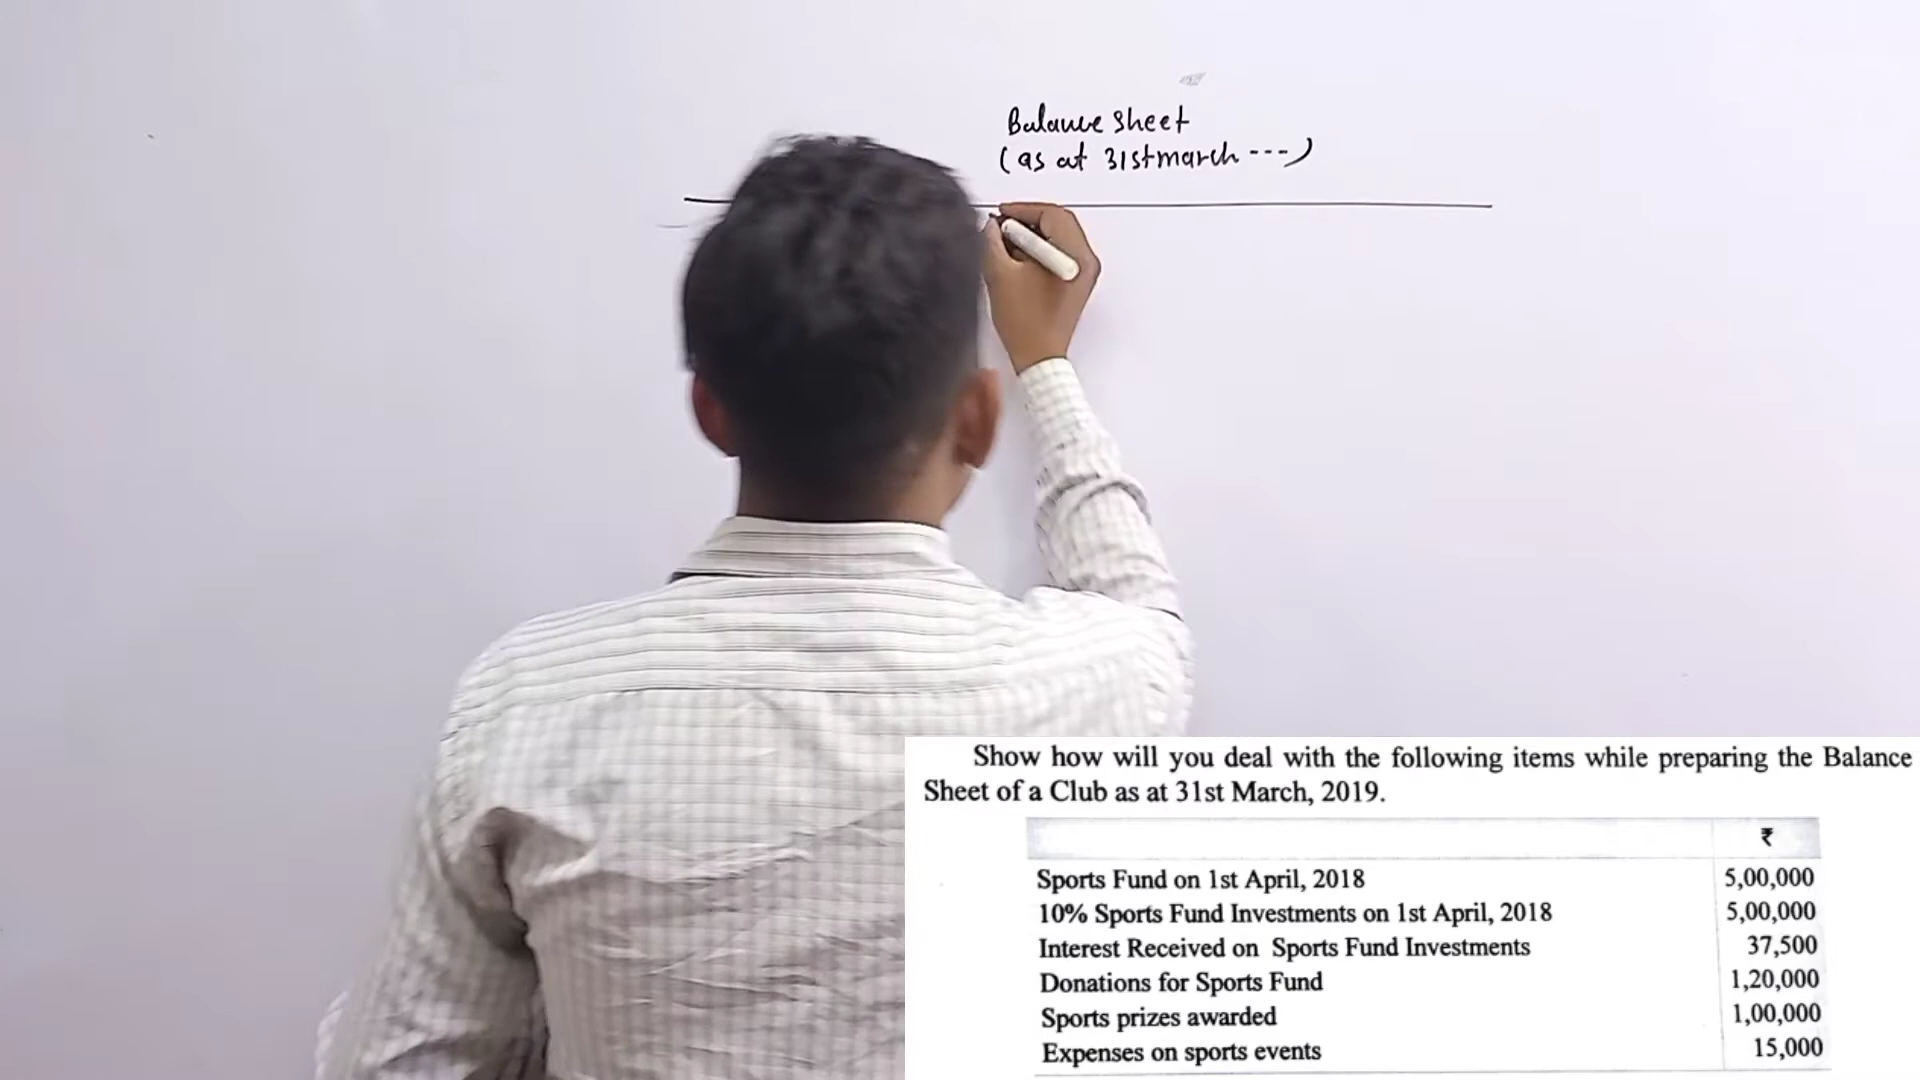 Balance Sheet
(as at 31st march ---)
Show how will you deal with the following items while preparing the Balance
Sheet of a Club as at 31st March, 2019.
₹
Sports Fund on 1st April, 2018 5,00,000
10% Sports Fund Investments on 1st April, 2018 5,00,000
Interest Received on Sports Fund Investments 37,500
Donations for Sports Fund 1,20,000
Sports prizes awarded 1,00,000
Expenses on sports events 15,000